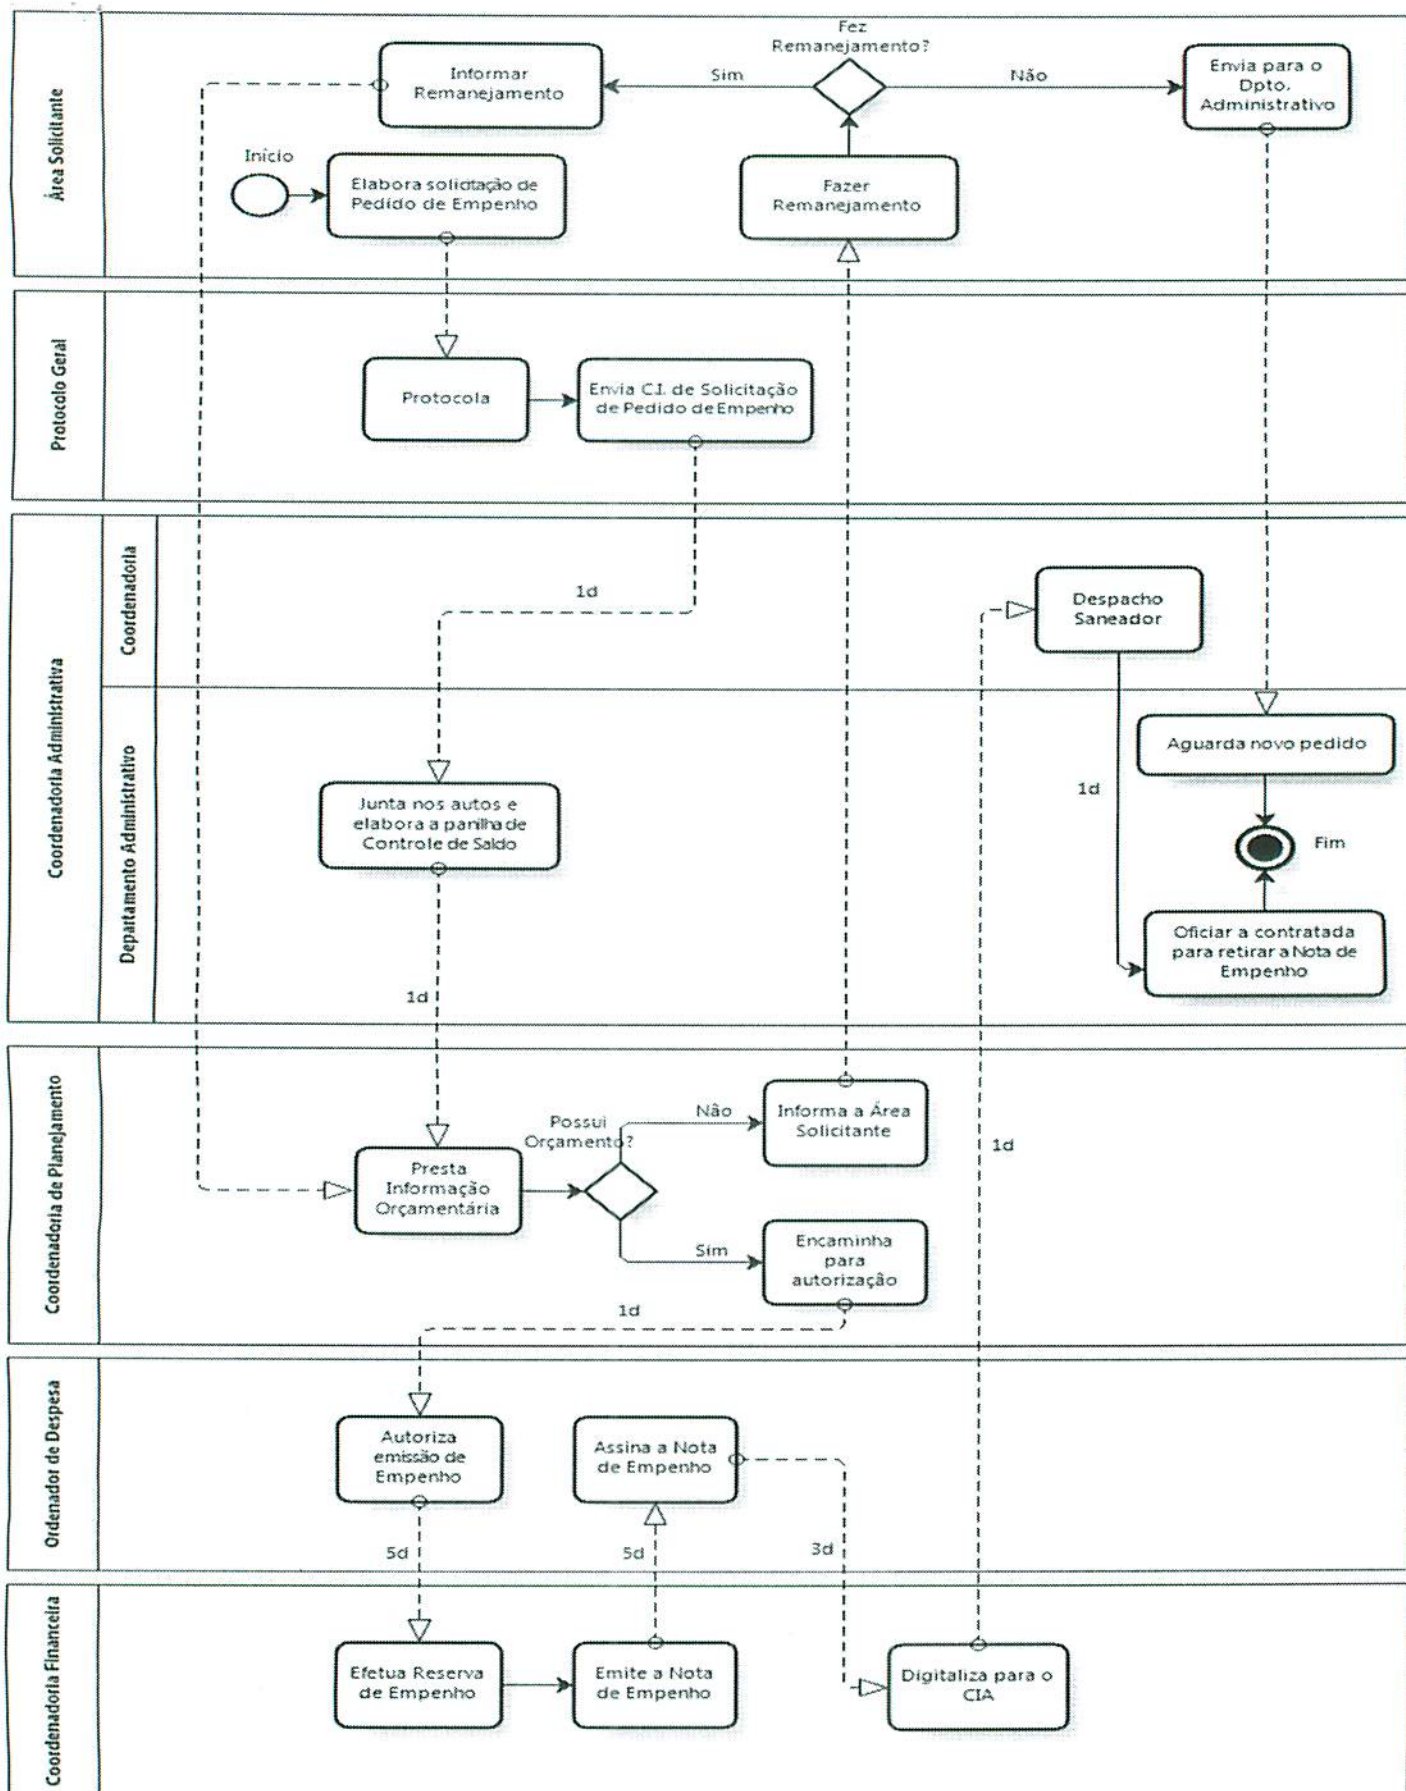 Área Solicitante
Fez
Remanejamento?
Informar
Remanejamento
Sim
Não
Envia para o
Dpto.
Administrativo
Início
Elabora solicitação de
Pedido de Empenho
Fazer
Remanejamento
Protocolo Geral
Protocola
Envia C.I. de Solicitação
de Pedido de Empenho
Coordenadoria Administrativa
Coordenadoria
1d
Despacho
Saneador
Departamento Administrativo
Aguarda novo pedido
1d
Junta nos autos e
elabora a panilha de
Controle de Saldo
Fim
Oficiar a contratada
para retirar a Nota de
Empenho
1d
Coordenadoria de Planejamento
Possui
Orçamento?
Não
Informa a Área
Solicitante
1d
Presta
Informação
Orçamentária
Sim
Encaminha
para
autorização
1d
Ordenador de Despesa
Autoriza
emissão de
Empenho
Assina a Nota
de Empenho
5d
5d
3d
Coordenadoria Financeira
Efetua Reserva
de Empenho
Emite a Nota
de Empenho
Digitaliza para o
CIA